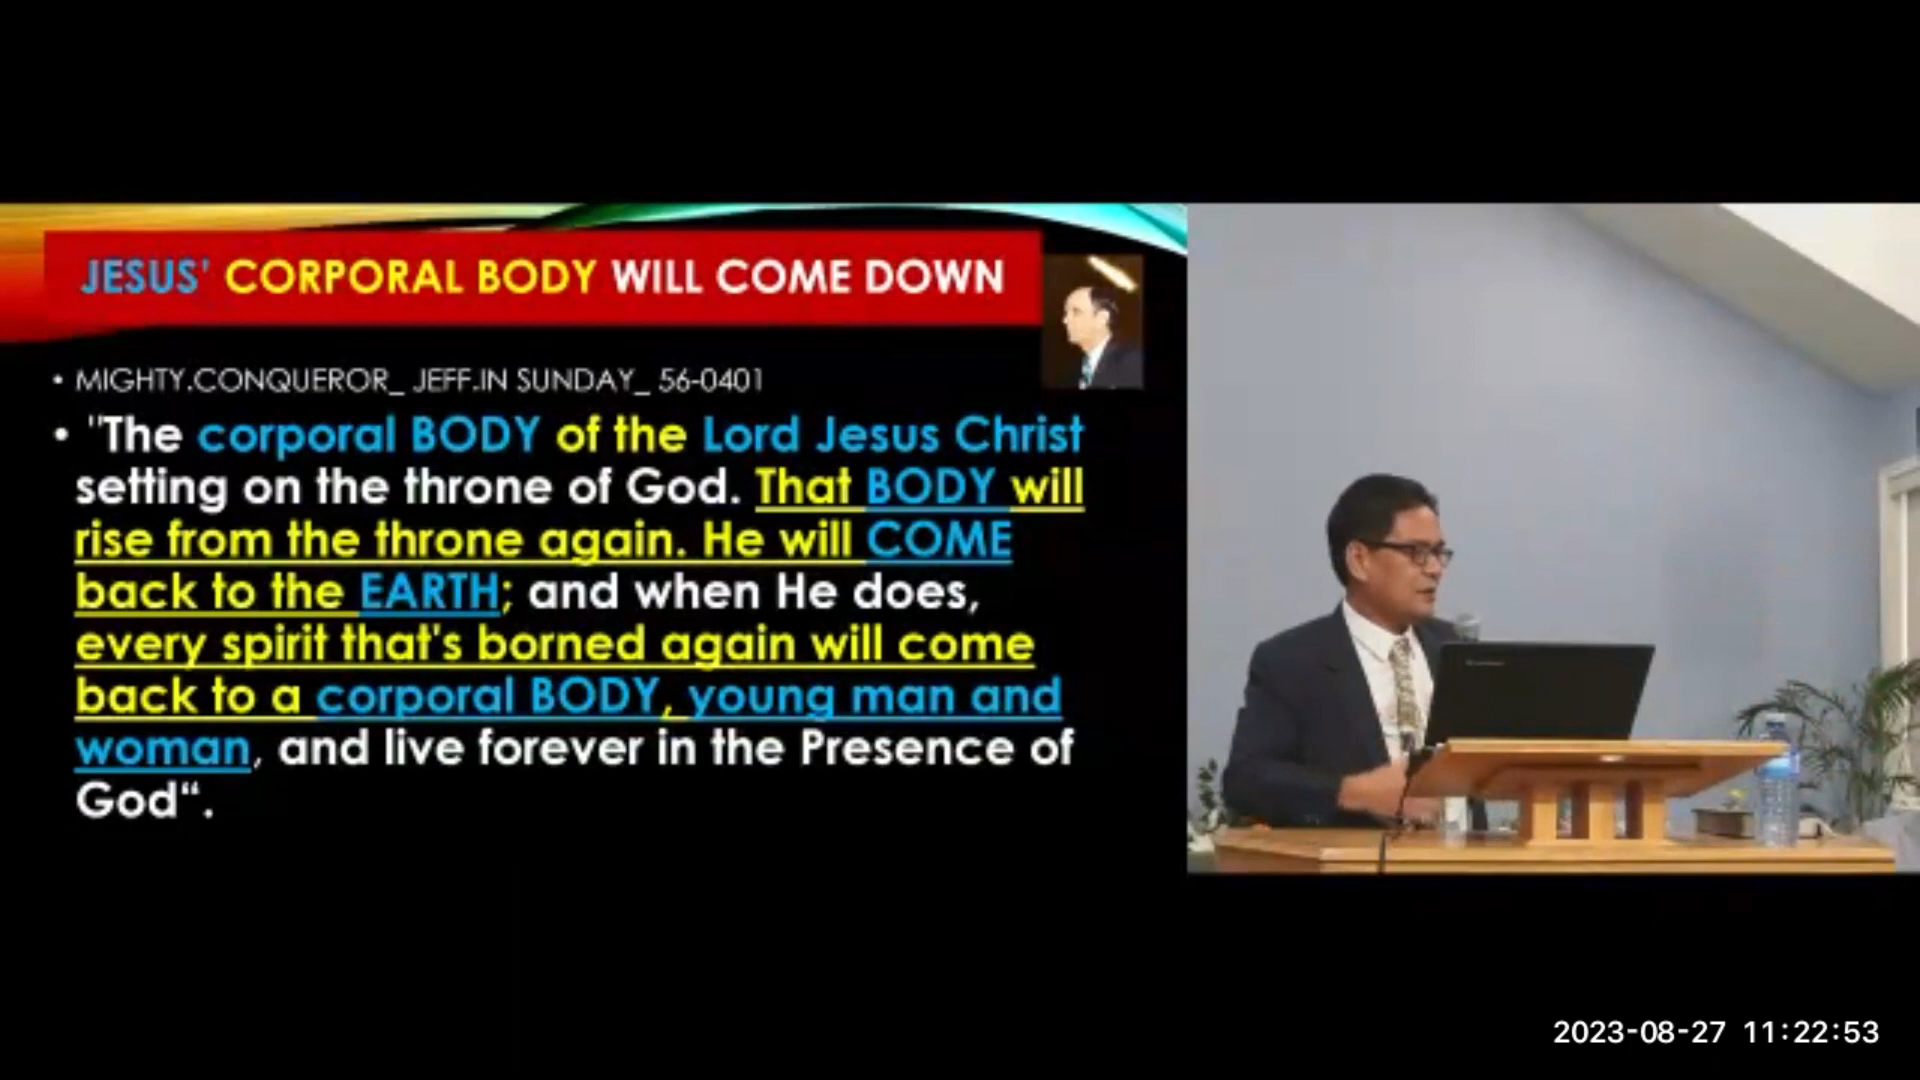 JESUS' CORPORAL BODY WILL COME DOWN
• MIGHTY.CONQUEROR_ JEFF.IN SUNDAY_ 56-0401
• "The corporal BODY of the Lord Jesus Christ
setting on the throne of God. That BODY will
rise from the throne again. He will COME
back to the EARTH; and when He does,
every spirit that's borned again will come
back to a corporal BODY, young man and
woman, and live forever in the Presence of
God“.
2023-08-27 11:22:53